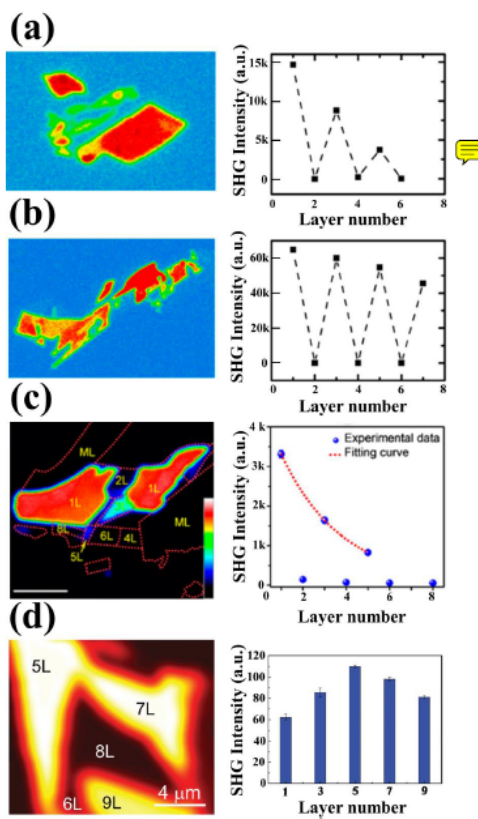 (a)
15k
10k
5k
0
0 2 4 6 8
SHG Intensity (a.u.)
Layer number
(b)
60k
40k
20k
0
0 2 4 6 8
SHG Intensity (a.u.)
Layer number
(c)
ML
2L
1L
1L
ML
8L
6L
4L
5L
4 k
3 k
2 k
1 k
0
0 2 4 6 8
SHG Intensity (a.u.)
Experimental data
Fitting curve
Layer number
(d)
5L
7L
8L
6L
9L
4 μm
120
100
80
60
40
20
0
1 3 5 7 9
SHG Intensity (a.u.)
Layer number